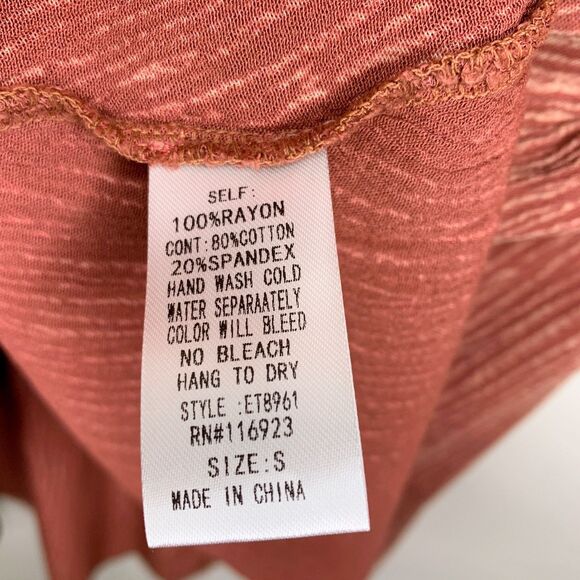 SELF:
100%RAYON
CONT:80%COTTON
20%SPANDEX
HAND WASH COLD
WATER SEPARAATELY
COLOR WILL BLEED
NO BLEACH
HANG TO DRY
STYLE :ET8961
RN#116923
SIZE:S
MADE IN CHINA